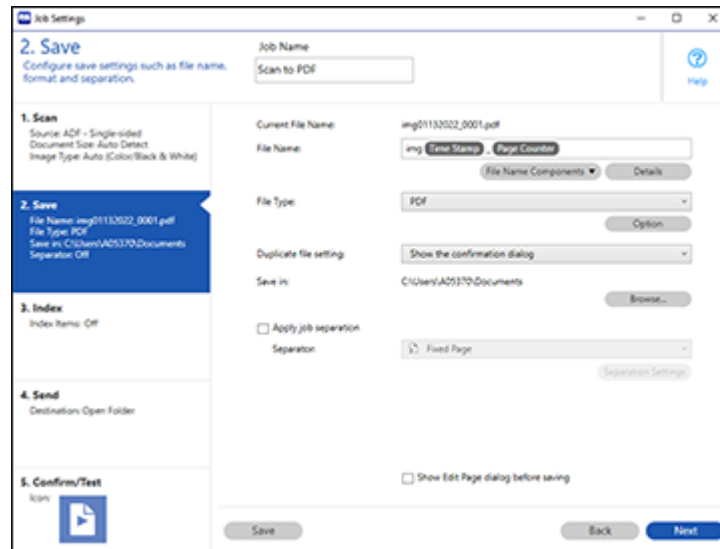 Job Settings
2. Save
Configure save settings such as file name,
format and separation.
Job Name
Scan to PDF
Help
1. Scan
Source: ADF - Single-sided
Document Size: Auto Detect
Image Type: Auto (Color/Black & White)
2. Save
File Name: img01132022_0001.pdf
File Type: PDF
Save in: C:\Users\A05370\Documents
Separator: Off
3. Index
Index Items: Off
4. Send
Destination: Open Folder
5. Confirm/Test
Icon:
Current File Name: img01132022_0001.pdf
File Name: img Time Stamp _ Page Counter
File Name Components ▼ Details
File Type: PDF
Option
Duplicate file setting: Show the confirmation dialog
Save in: C:\Users\A05370\Documents
Browse...
Apply job separation
Separator: Fixed Page
Separation Settings
Show Edit Page dialog before saving
Save Back Next